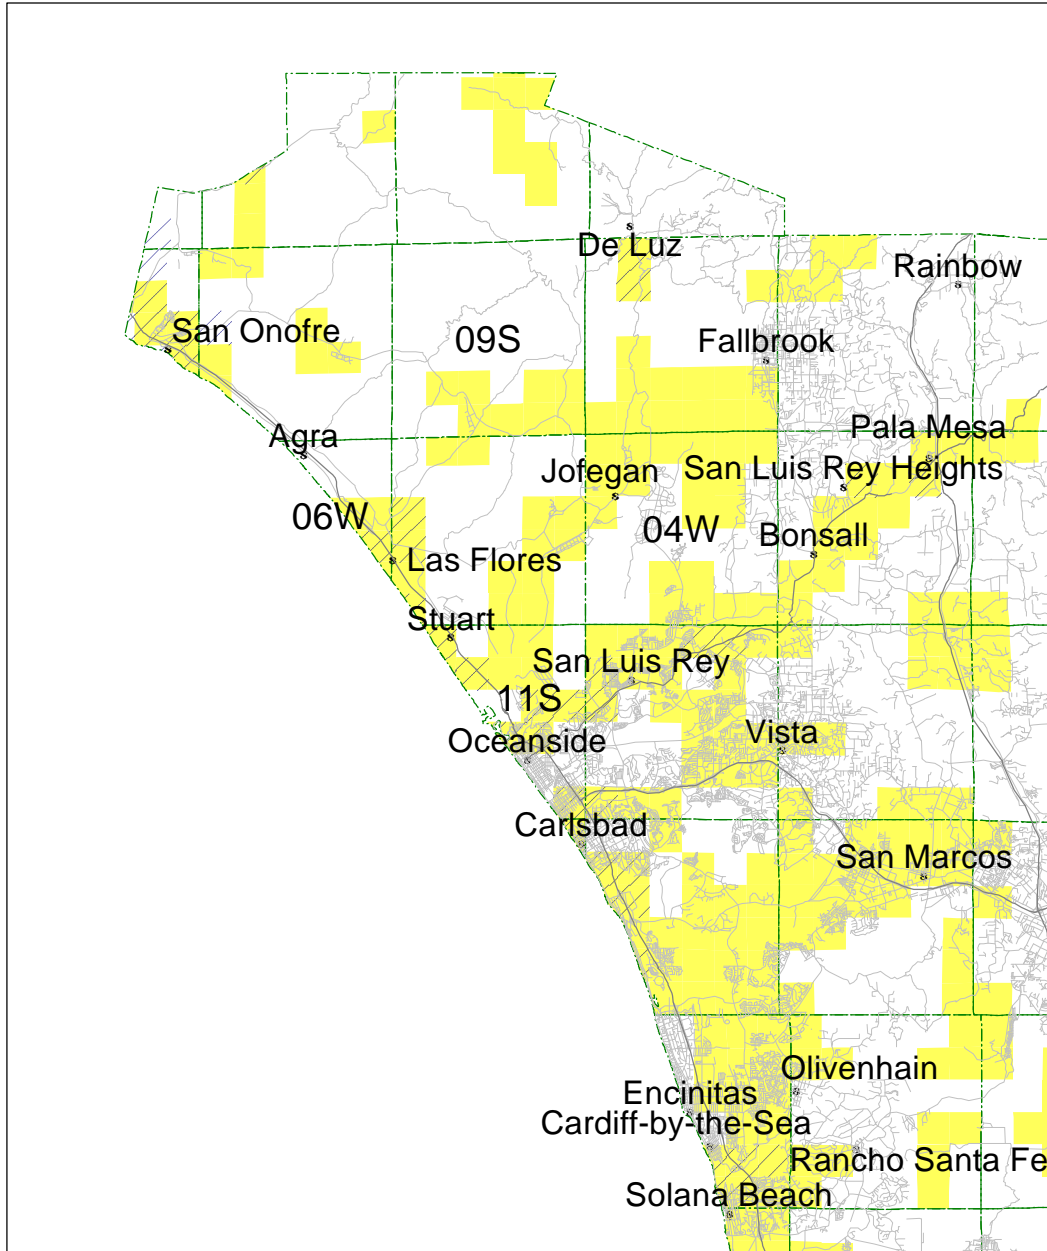 De Luz
Rainbow
San Onofre
09S
Fallbrook
Agra
Pala Mesa
Jofegan
San Luis Rey Heights
06W
04W
Bonsall
Las Flores
Stuart
San Luis Rey
11S
Oceanside
Vista
Carlsbad
San Marcos
Olivenhain
Encinitas
Cardiff-by-the-Sea
Rancho Santa Fe
Solana Beach